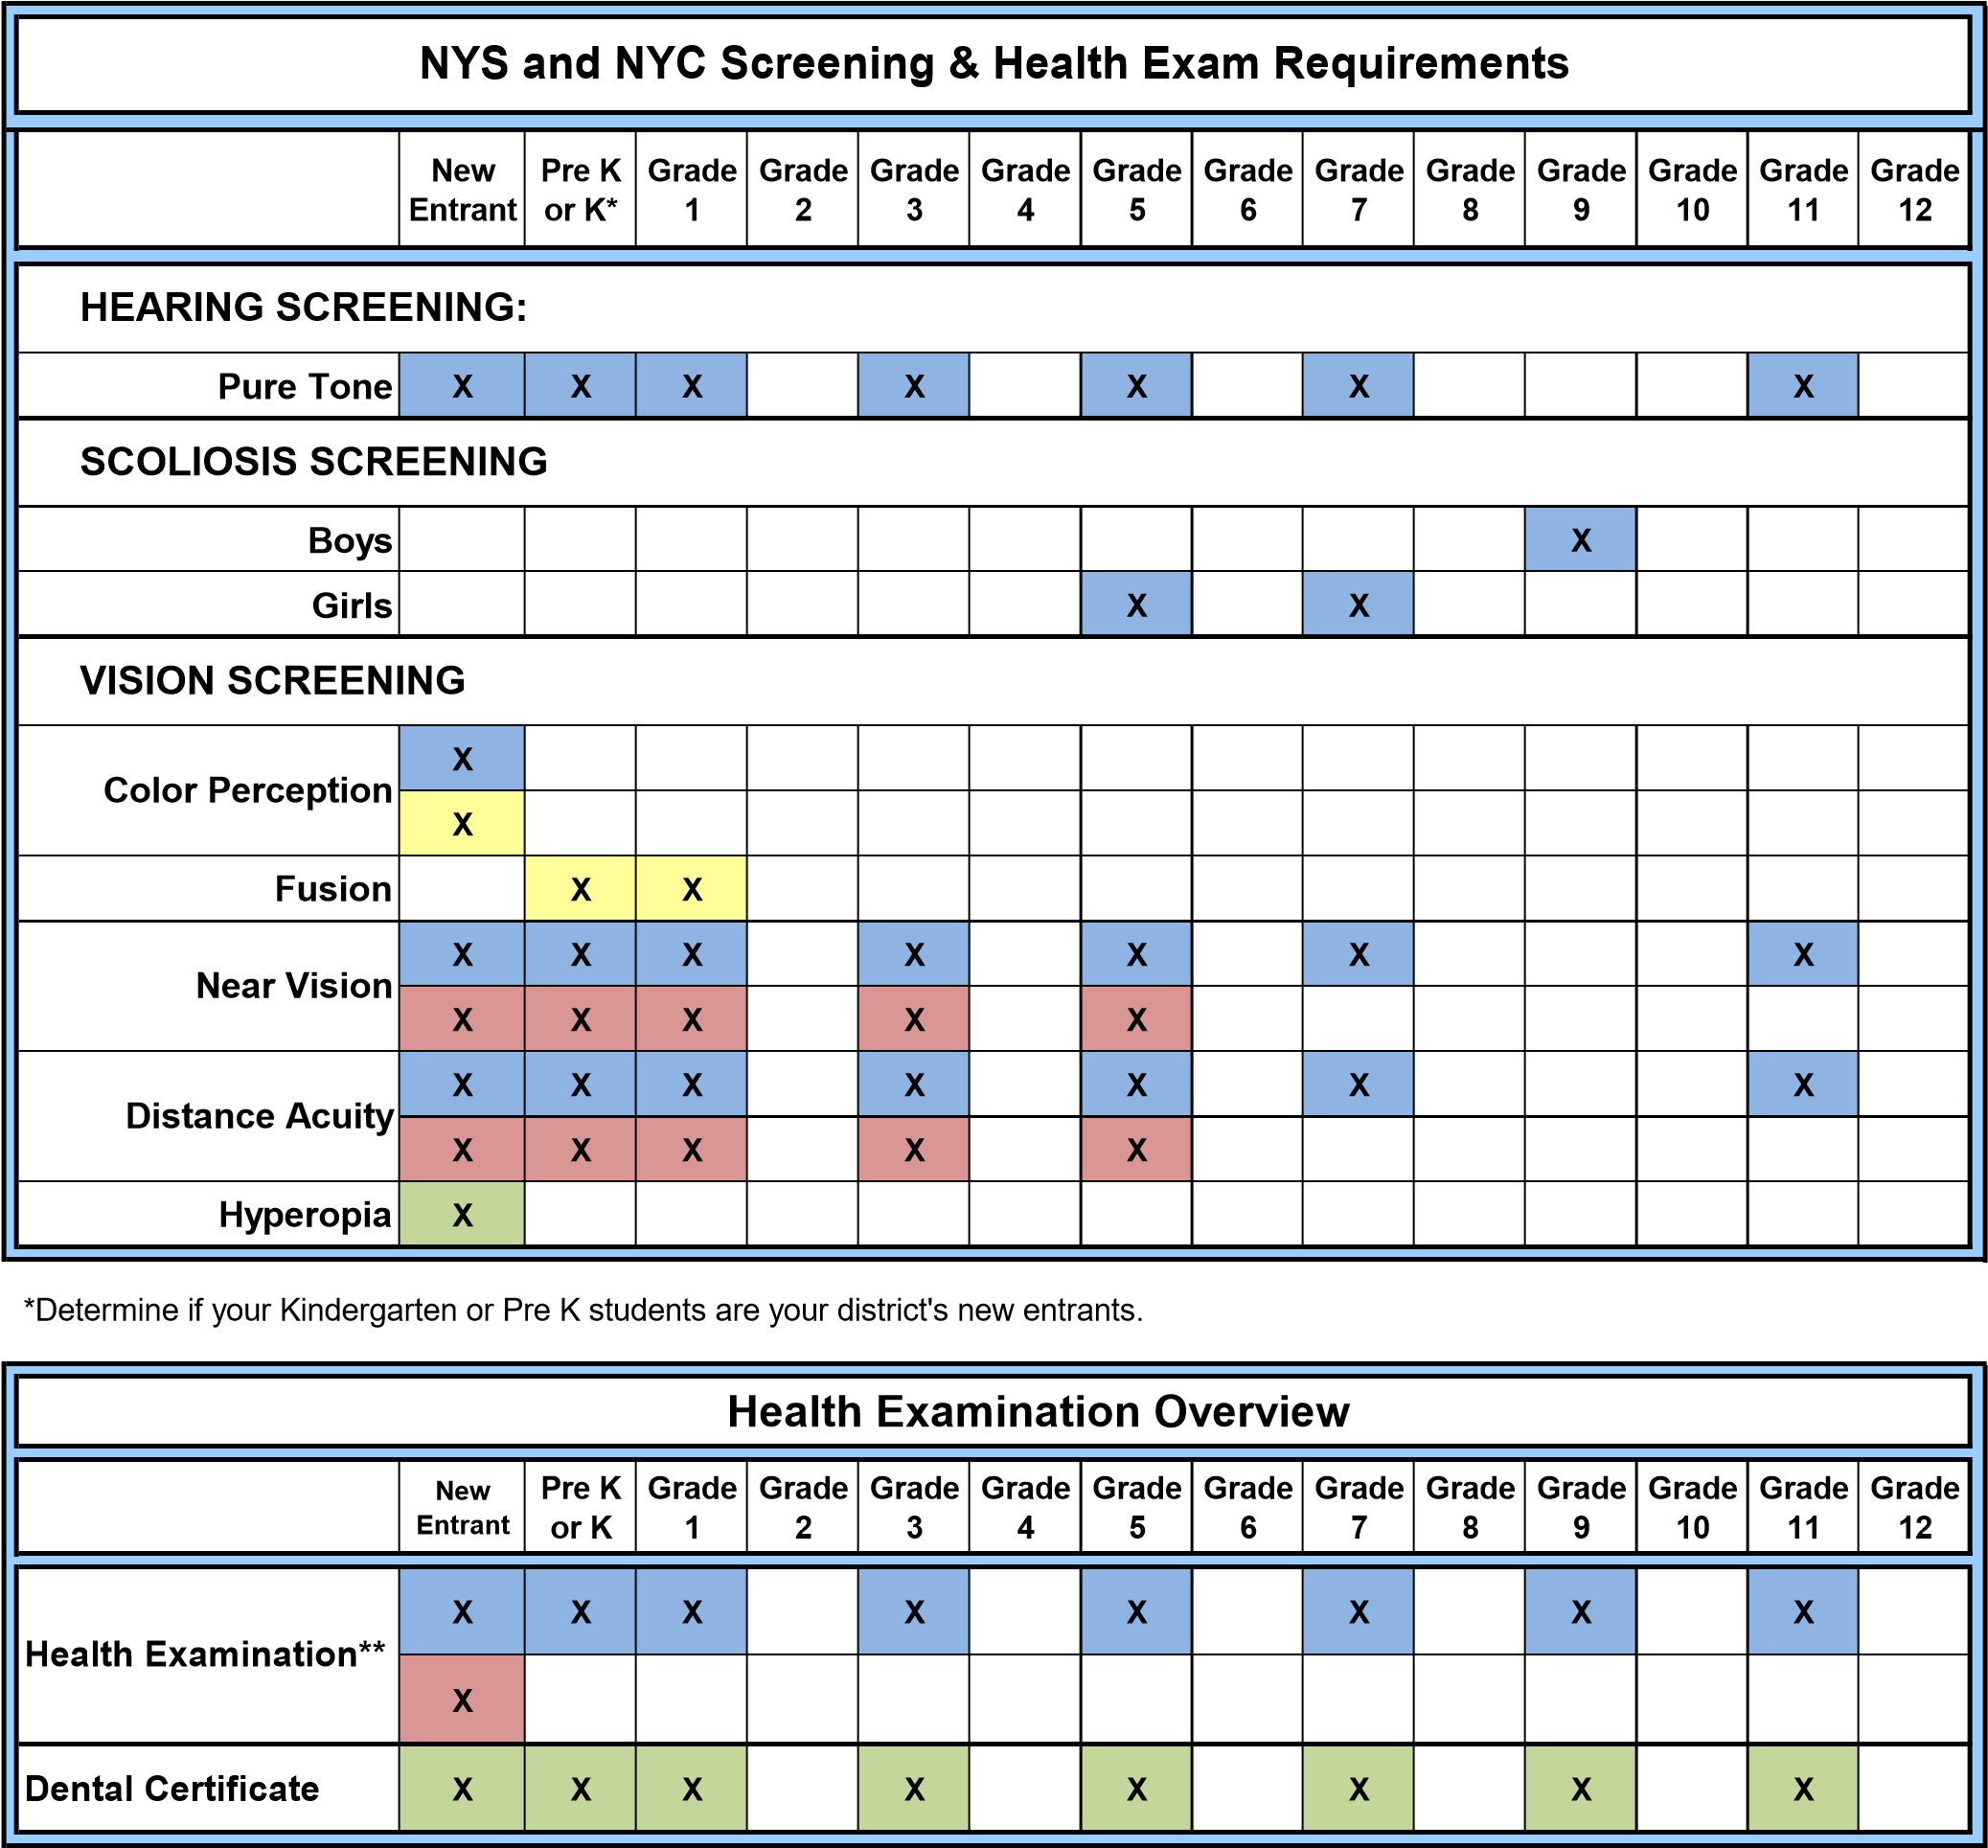 NYS and NYC Screening & Health Exam Requirements
New Entrant Pre K or K* Grade 1 Grade 2 Grade 3 Grade 4 Grade 5 Grade 6 Grade 7 Grade 8 Grade 9 Grade 10 Grade 11 Grade 12
HEARING SCREENING:
Pure Tone X X X X X X X
SCOLIOSIS SCREENING
Boys X
Girls X X
VISION SCREENING
Color Perception X
X
Fusion X X
Near Vision X X X X X X X
X X X X X
Distance Acuity X X X X X X X
X X X X X
Hyperopia X
*Determine if your Kindergarten or Pre K students are your district's new entrants.
Health Examination Overview
New Entrant Pre K or K Grade 1 Grade 2 Grade 3 Grade 4 Grade 5 Grade 6 Grade 7 Grade 8 Grade 9 Grade 10 Grade 11 Grade 12
Health Examination** X X X X X X X X
X
Dental Certificate X X X X X X X X